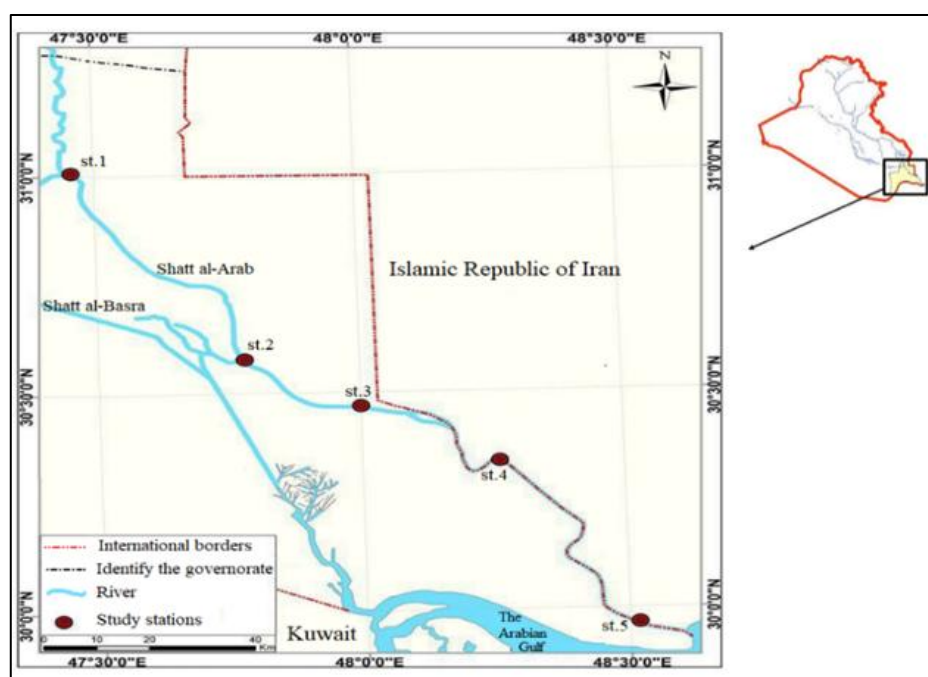 47°30'0"E 48°0'0"E 48°30'0"E
N
31°0'0"N
31°0'0"N
st.1
Shatt al-Arab
Islamic Republic of Iran
Shatt al-Basra
st.2
st.3
30°30'0"N
30°30'0"N
st.4
International borders
Identify the governorate
River
Study stations
0 5 10 20 40
Km
Kuwait
The
Arabian
Gulf
st.5
30°0'0"N
30°0'0"N
47°30'0"E 48°0'0"E 48°30'0"E